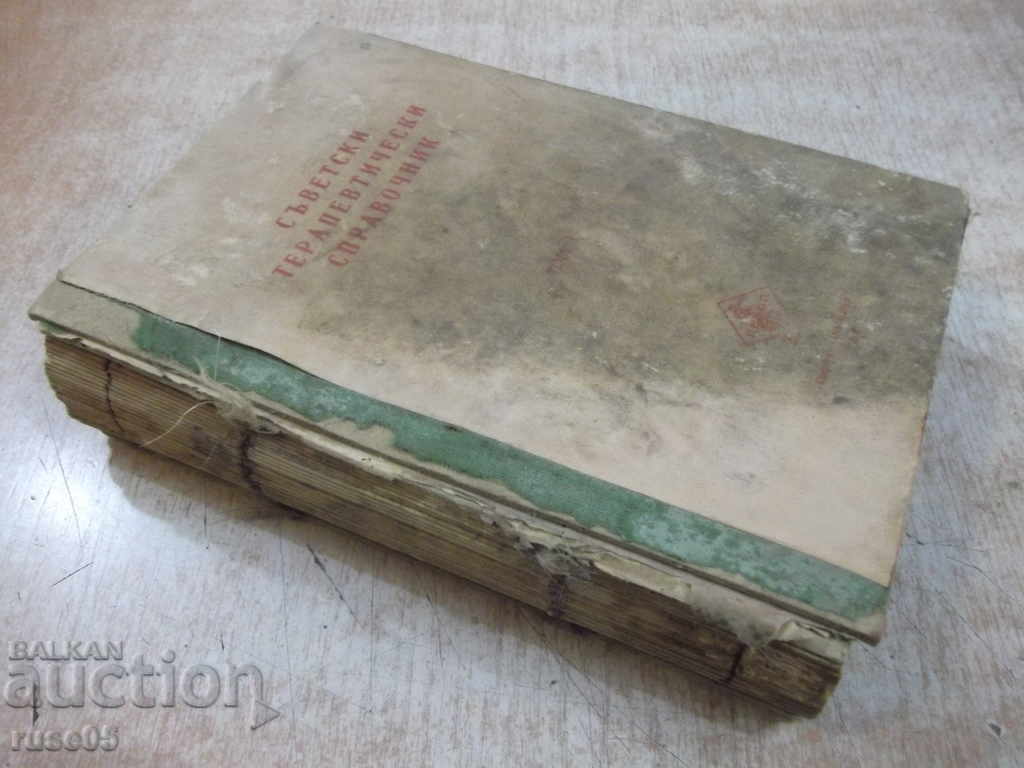 СЪВЕТСКИ
ТЕРАПЕВТИЧЕСКИ
СПРАВОЧНИК
BALKAN
auction
ruse05